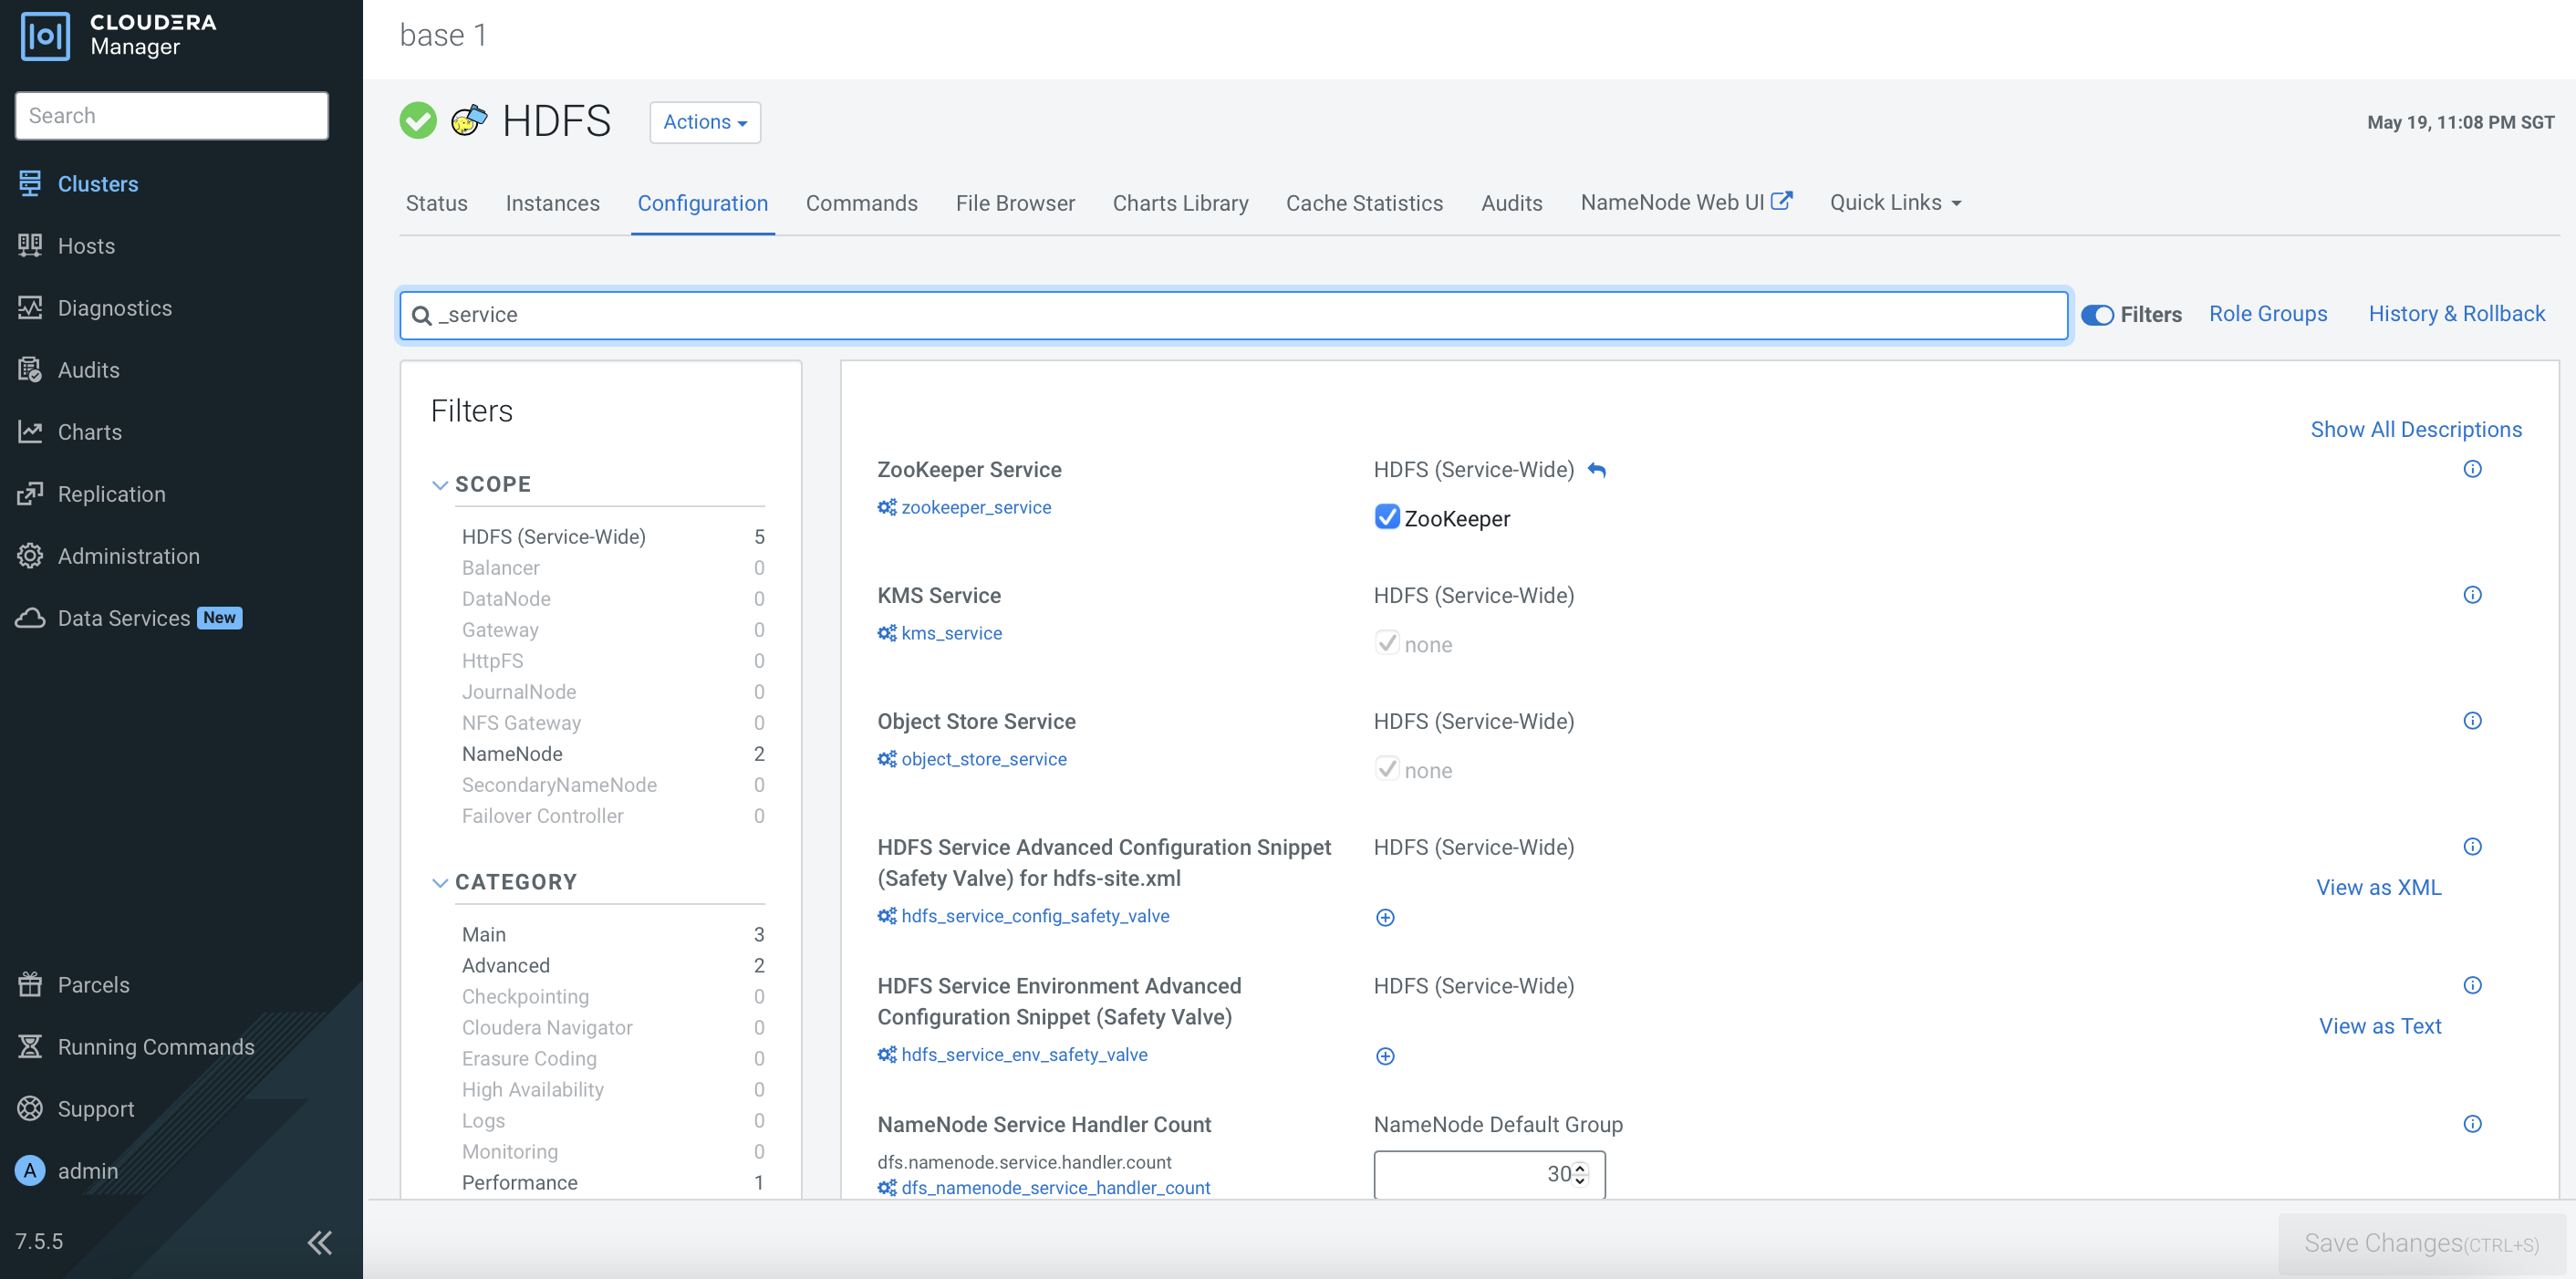 CLOUDERA
Manager
Search
Clusters
Hosts
Diagnostics
Audits
Charts
Replication
Administration
Data Services New
Parcels
Running Commands
Support
A admin
7.5.5
base 1
HDFS Actions
May 19, 11:08 PM SGT
Status Instances Configuration Commands File Browser Charts Library Cache Statistics Audits NameNode Web UI Quick Links
_service
Filters Role Groups History & Rollback
Filters
SCOPE
HDFS (Service-Wide) 5
Balancer 0
DataNode 0
Gateway 0
HttpFS 0
JournalNode 0
NFS Gateway 0
NameNode 2
SecondaryNameNode 0
Failover Controller 0
CATEGORY
Main 3
Advanced 2
Checkpointing 0
Cloudera Navigator 0
Erasure Coding 0
High Availability 0
Logs 0
Monitoring 0
Performance 1
Show All Descriptions
ZooKeeper Service HDFS (Service-Wide)
zookeeper_service
ZooKeeper
KMS Service HDFS (Service-Wide)
kms_service
none
Object Store Service HDFS (Service-Wide)
object_store_service
none
HDFS Service Advanced Configuration Snippet HDFS (Service-Wide)
(Safety Valve) for hdfs-site.xml
View as XML
hdfs_service_config_safety_valve
HDFS Service Environment Advanced HDFS (Service-Wide)
Configuration Snippet (Safety Valve)
View as Text
hdfs_service_env_safety_valve
NameNode Service Handler Count NameNode Default Group
dfs.namenode.service.handler.count
30
dfs_namenode_service_handler_count
Save Changes(CTRL+S)